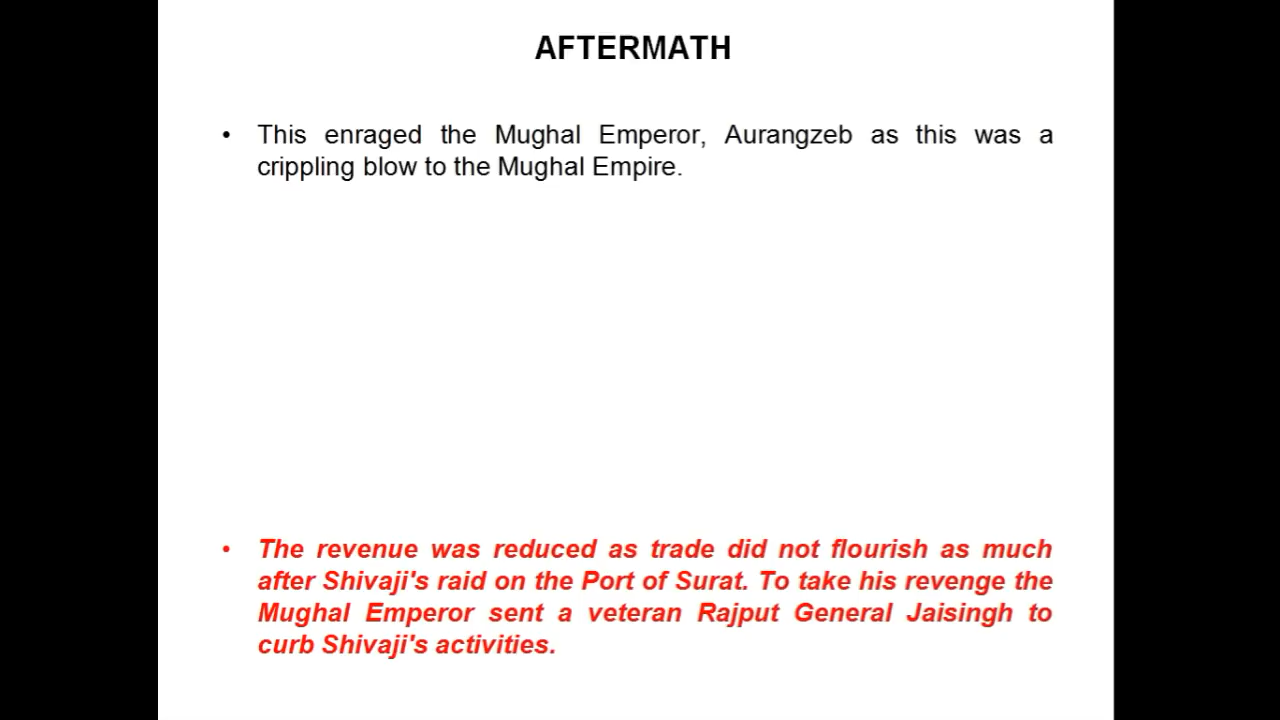 AFTERMATH
• This enraged the Mughal Emperor, Aurangzeb as this was a
crippling blow to the Mughal Empire.
• The revenue was reduced as trade did not flourish as much
after Shivaji's raid on the Port of Surat. To take his revenge the
Mughal Emperor sent a veteran Rajput General Jaisingh to
curb Shivaji's activities.